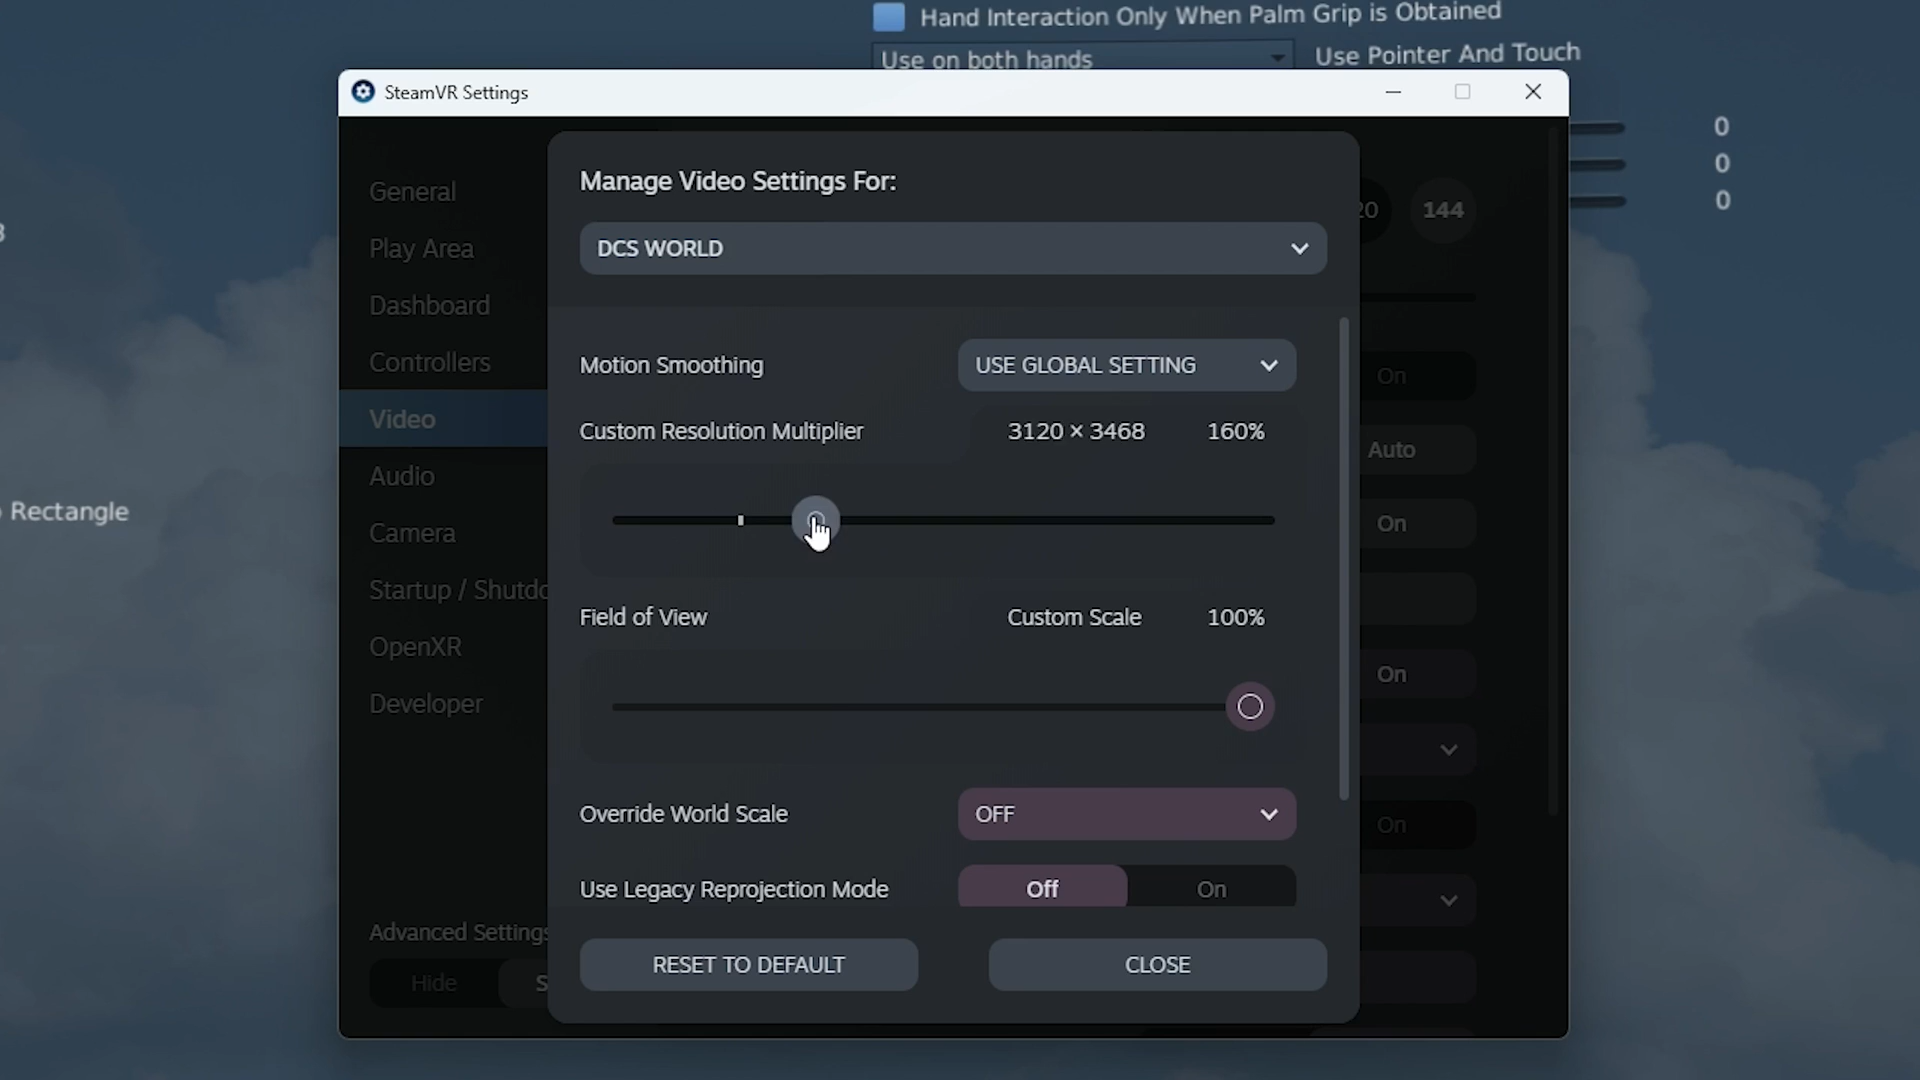 Hand Interaction Only When Palm Grip is Obtained
Use on both hands
Use Pointer And Touch
SteamVR Settings
0
0
0
Manage Video Settings For:
DCS WORLD
General
Play Area
Dashboard
Controllers
Video
Audio
Camera
OpenXR
Developer
Advanced Settings
Hide
144
Motion Smoothing
USE GLOBAL SETTING
On
Custom Resolution Multiplier
3120 × 3468
160%
Auto
Rectangle
On
Startup / Shutdo
Field of View
Custom Scale
100%
On
Override World Scale
OFF
On
Use Legacy Reprojection Mode
Off
On
RESET TO DEFAULT
CLOSE